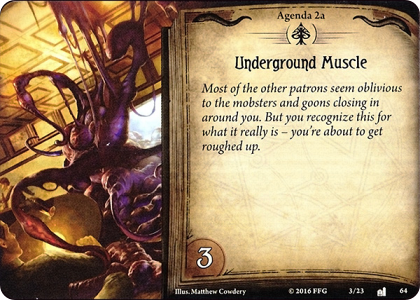 Agenda 2a
Underground Muscle
Most of the other patrons seem oblivious
to the mobsters and goons closing in
around you. But you recognize this for
what it really is – you're about to get
roughed up.
3
Illus. Matthew Cowdery © 2016 FFG 3/23 64